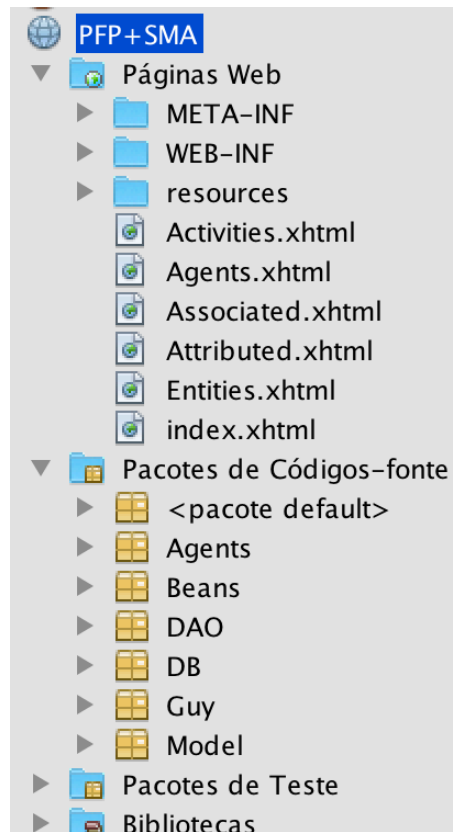 PFP+SMA
Páginas Web
META-INF
WEB-INF
resources
Activities.xhtml
Agents.xhtml
Associated.xhtml
Attributed.xhtml
Entities.xhtml
index.xhtml
Pacotes de Códigos-fonte
<pacote default>
Agents
Beans
DAO
DB
Guy
Model
Pacotes de Teste
Bibliotecas